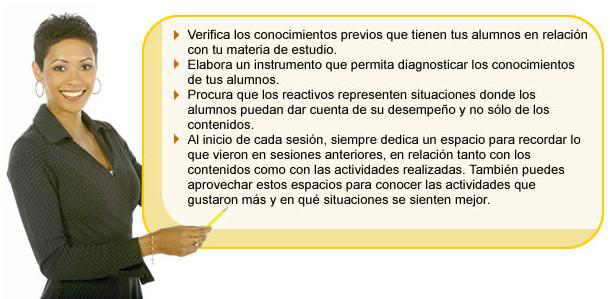 Verifica los conocimientos previos que tienen tus alumnos en relación
con tu materia de estudio.
Elabora un instrumento que permita diagnosticar los conocimientos
de tus alumnos.
Procura que los reactivos representen situaciones donde los
alumnos puedan dar cuenta de su desempeño y no sólo de los
contenidos.
Al inicio de cada sesión, siempre dedica un espacio para recordar lo
que vieron en sesiones anteriores, en relación tanto con los
contenidos como con las actividades realizadas. También puedes
aprovechar estos espacios para conocer las actividades que
gustaron más y en qué situaciones se sienten mejor.